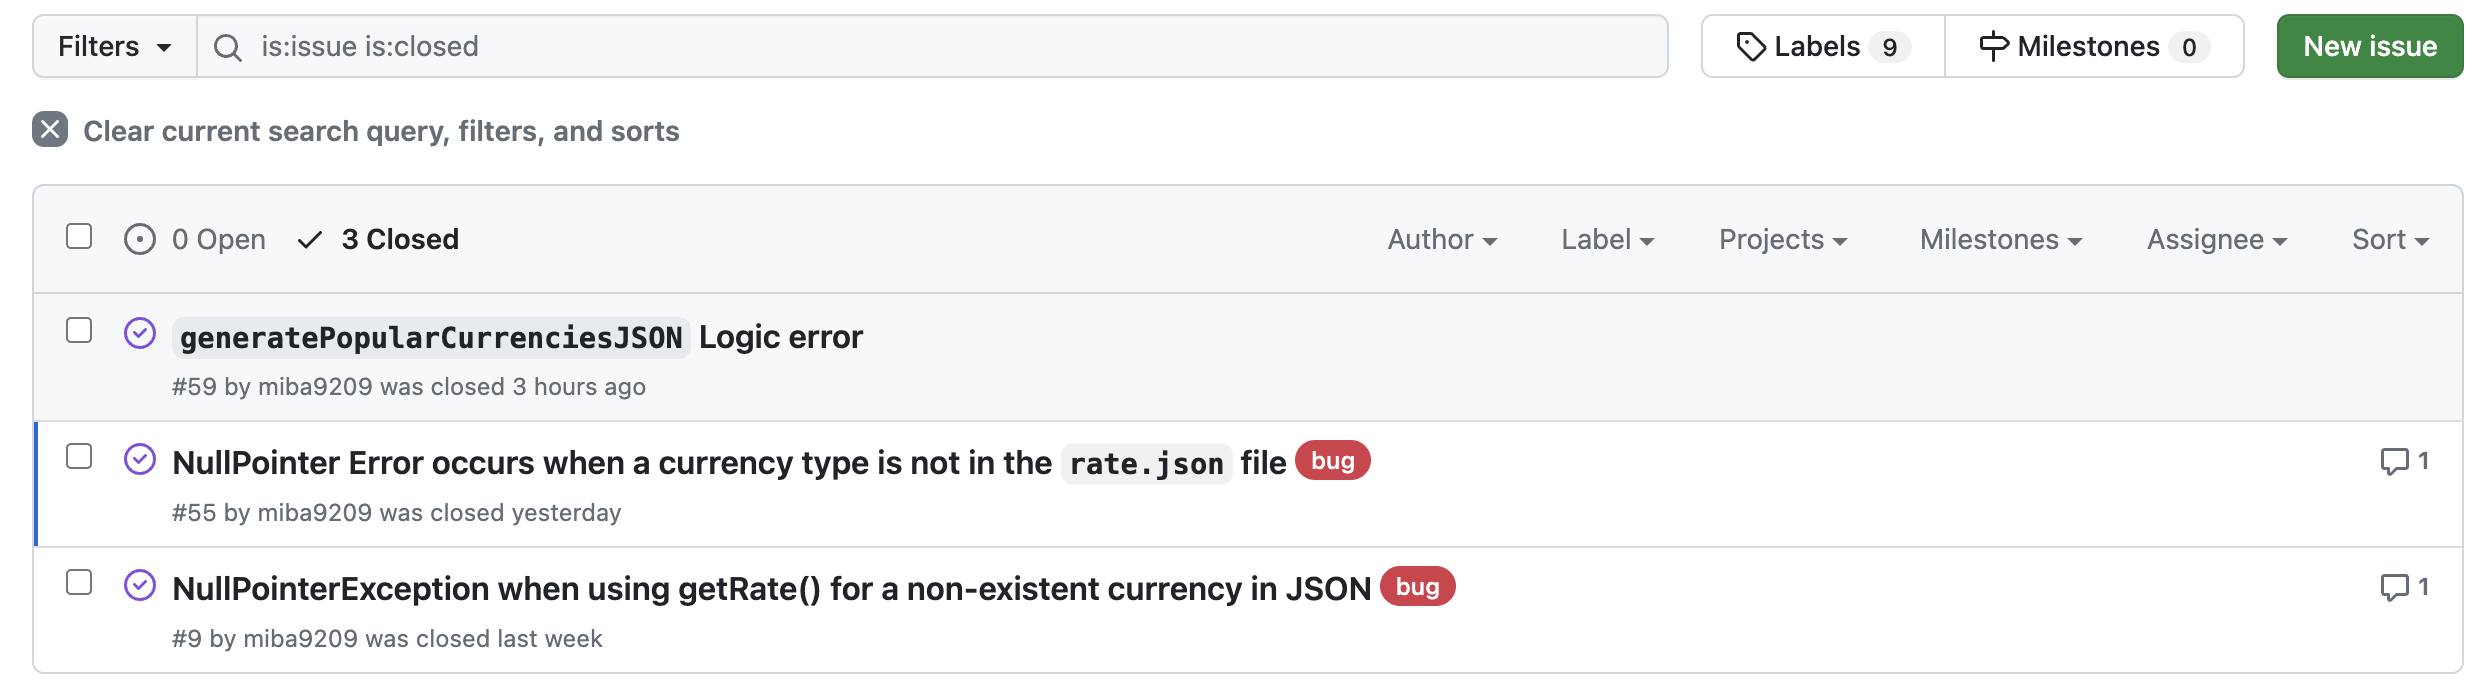 Filters is:issue is:closed Labels 9 Milestones 0 New issue
Clear current search query, filters, and sorts
0 Open 3 Closed Author Label Projects Milestones Assignee Sort
generatePopularCurrenciesJSON Logic error
#59 by miba9209 was closed 3 hours ago
NullPointer Error occurs when a currency type is not in the rate.json file bug 1
#55 by miba9209 was closed yesterday
NullPointerException when using getRate() for a non-existent currency in JSON bug 1
#9 by miba9209 was closed last week